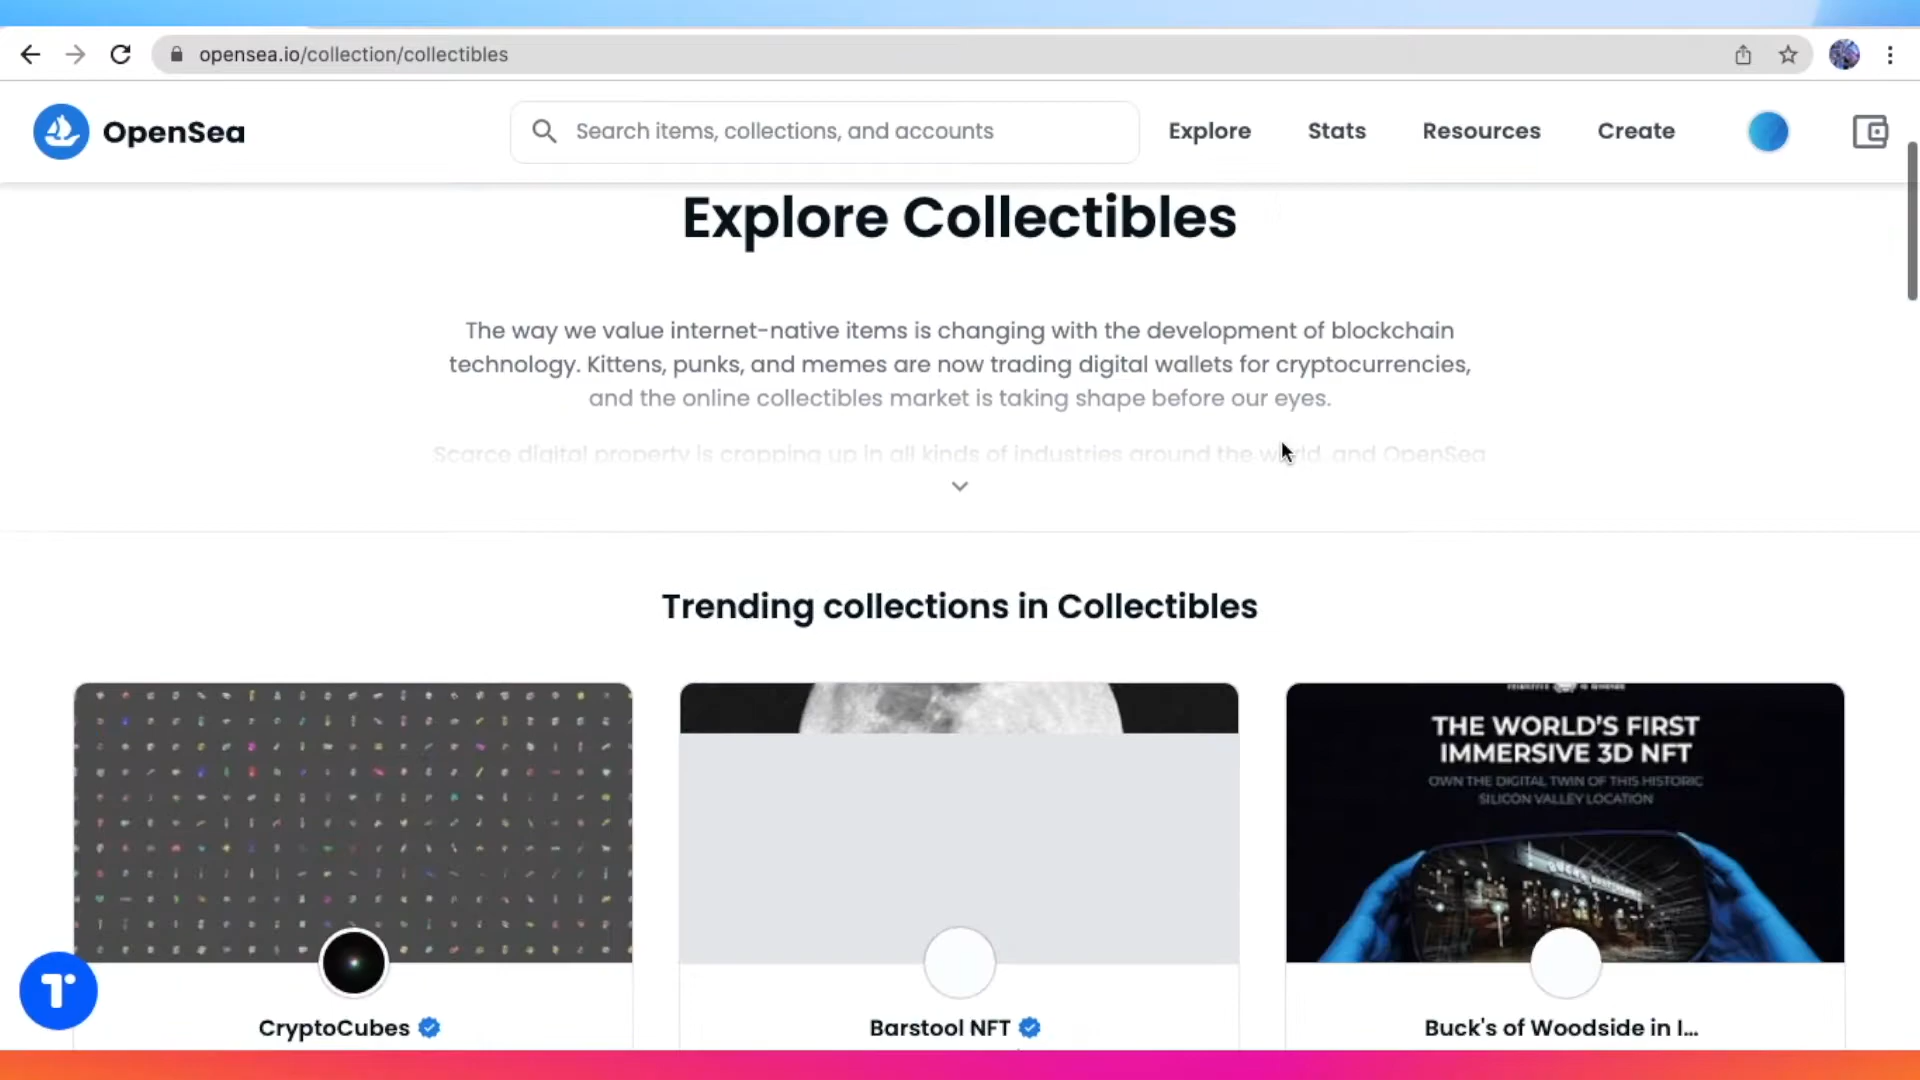 opensea.io/collection/collectibles
OpenSea
Search items, collections, and accounts
Explore
Stats
Resources
Create
Explore Collectibles
The way we value internet-native items is changing with the development of blockchain
technology. Kittens, punks, and memes are now trading digital wallets for cryptocurrencies,
and the online collectibles market is taking shape before our eyes.
Scarce digital property is cropping up in all kinds of industries around the world, and OpenSea
Trending collections in Collectibles
THE WORLD'S FIRST
IMMERSIVE 3D NFT
OWN THE DIGITAL TWIN OF THIS HISTORIC
SILICON VALLEY LOCATION
CryptoCubes
Barstool NFT
Buck's of Woodside in I...